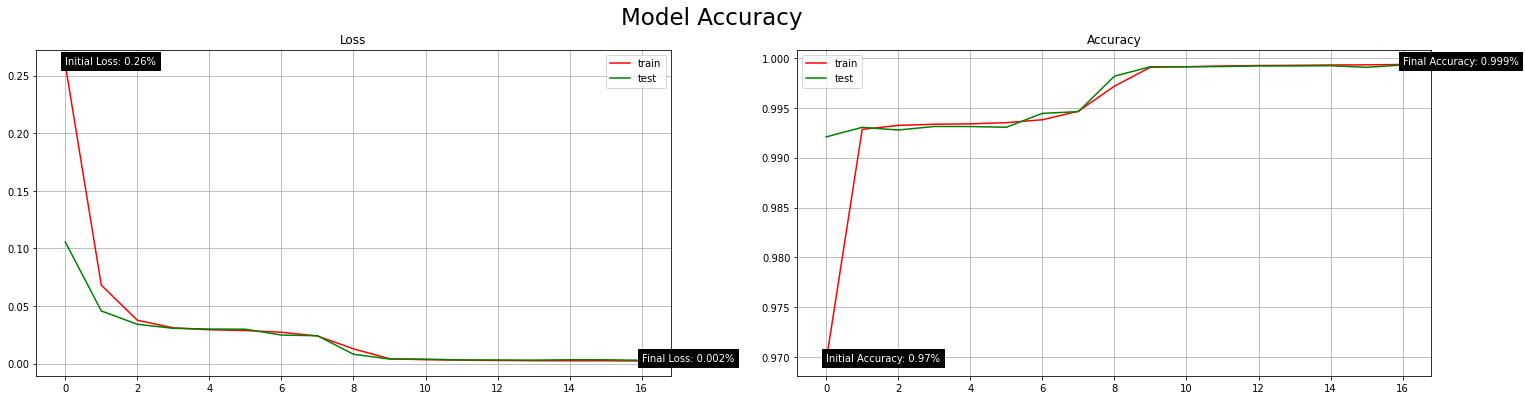 Model Accuracy
Loss
Initial Loss: 0.26%
train
test
0.25
0.20
0.15
0.10
0.05
0.00
Final Loss: 0.002%
0 2 4 6 8 10 12 14 16
Accuracy
train
test
Final Accuracy: 0.999%
1.000
0.995
0.990
0.985
0.980
0.975
0.970
Initial Accuracy: 0.97%
0 2 4 6 8 10 12 14 16